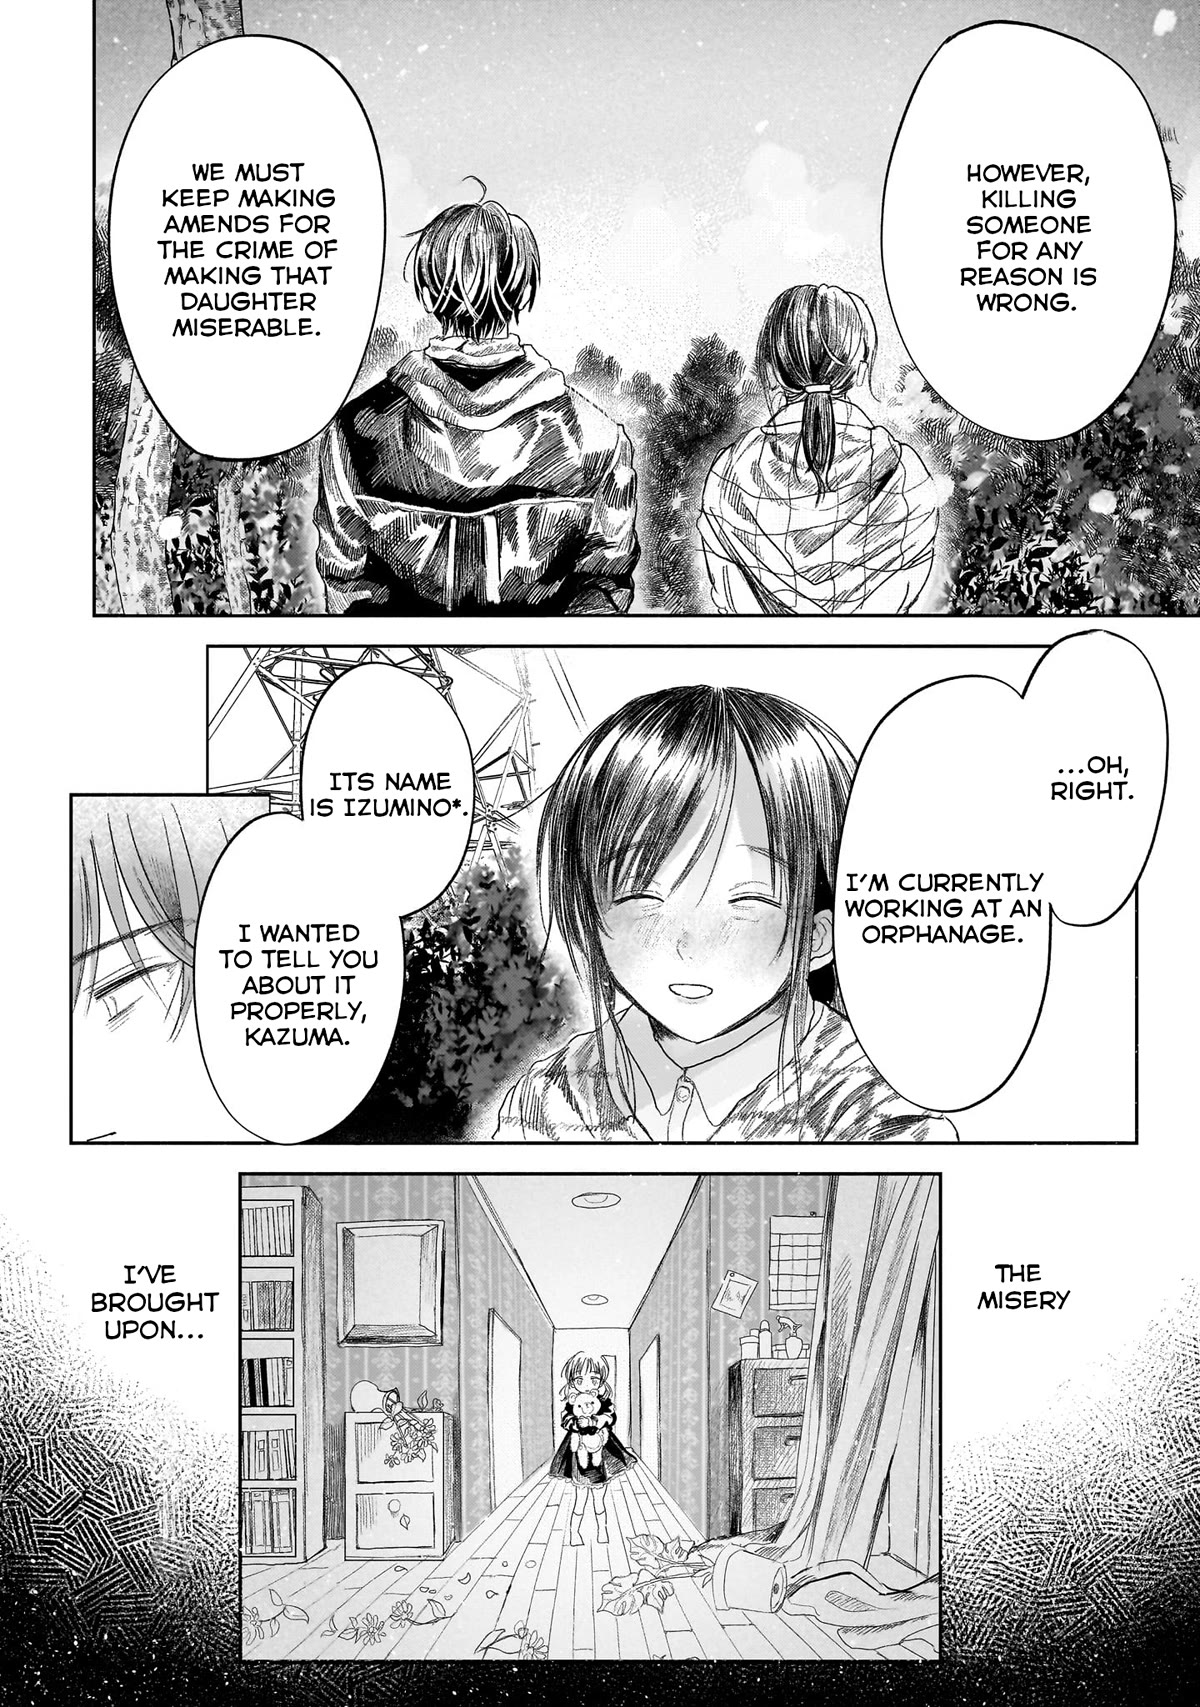 HOWEVER,
KILLING
SOMEONE
FOR ANY
REASON IS
WRONG.
WE MUST
KEEP MAKING
AMENDS FOR
THE CRIME OF
MAKING THAT
DAUGHTER
MISERABLE.
...OH,
RIGHT.
I'M CURRENTLY
WORKING AT AN
ORPHANAGE.
ITS NAME
IS IZUMINO*.
I WANTED
TO TELL YOU
ABOUT IT
PROPERLY,
KAZUMA.
THE
MISERY
I'VE
BROUGHT
UPON...